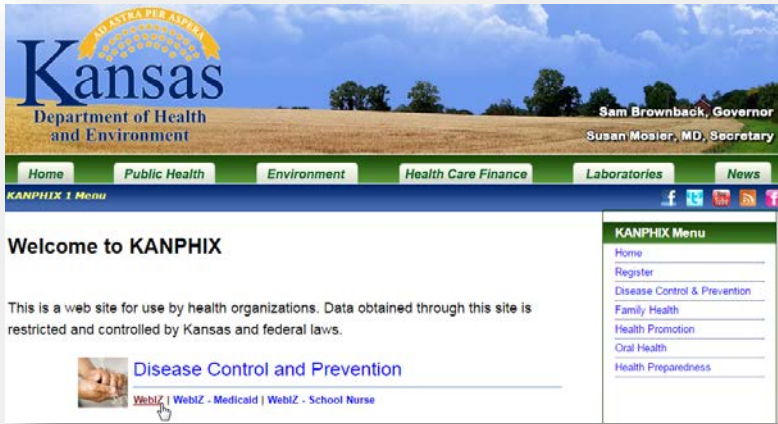 AD ASTRA PER ASPERA
Kansas
Department of Health
and Environment
Sam Brownback, Governor
Susan Mosier, MD, Secretary
Home Public Health Environment Health Care Finance Laboratories News
KANPHIX 1 Menu
Welcome to KANPHIX
This is a web site for use by health organizations. Data obtained through this site is
restricted and controlled by Kansas and federal laws.
Disease Control and Prevention
WebIZ | WebIZ - Medicaid | WebIZ - School Nurse
KANPHIX Menu
Home
Register
Disease Control & Prevention
Family Health
Health Promotion
Oral Health
Health Preparedness